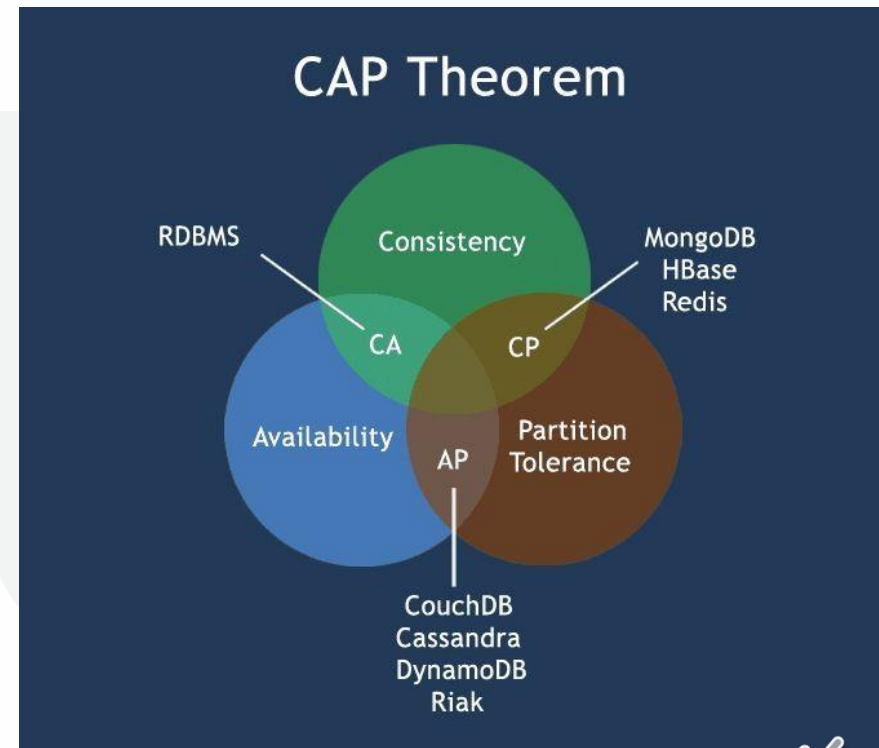 CAP Theorem
RDBMS
Consistency
MongoDB
HBase
Redis
CA
CP
Availability
Partition
Tolerance
AP
CouchDB
Cassandra
DynamoDB
Riak